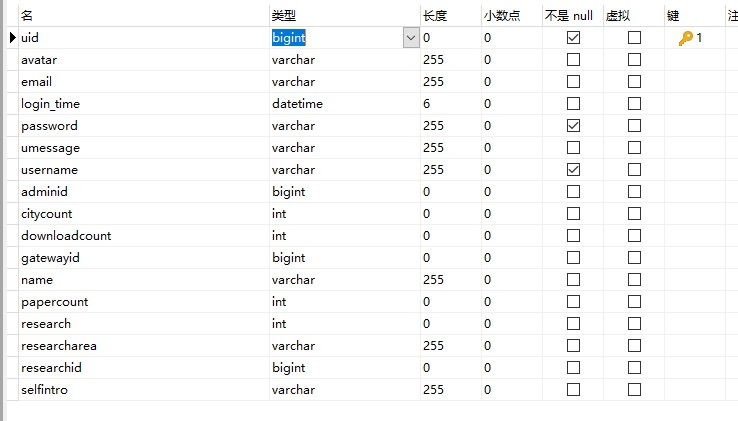 名 类型 长度 小数点 不是 null 虚拟 键 注
uid bigint 0 0 1
avatar varchar 255 0
email varchar 255 0
login_time datetime 6 0
password varchar 255 0
umessage varchar 255 0
username varchar 255 0
adminid bigint 0 0
citycount int 0 0
downloadcount int 0 0
gatewayid bigint 0 0
name varchar 255 0
papercount int 0 0
research int 0 0
researcharea varchar 255 0
researchid bigint 0 0
selfintro varchar 255 0